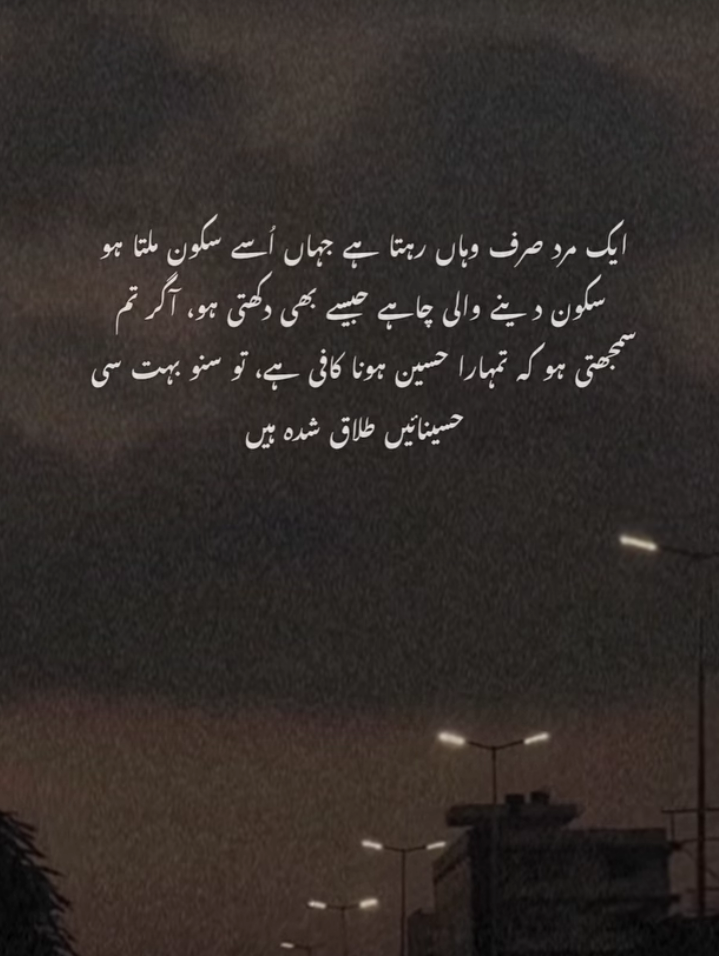 ایک مرد صرف وہاں رہتا ہے جہاں اُسے سکون ملتا ہو
سکون دینے والی چاہے جیسے بھی دکھتی ہو، آگر تم
سمجھتی ہو کہ تمہارا حسین ہونا کافی ہے، تو سنو بہت سی
حسینائیں طلاق شدہ ہیں